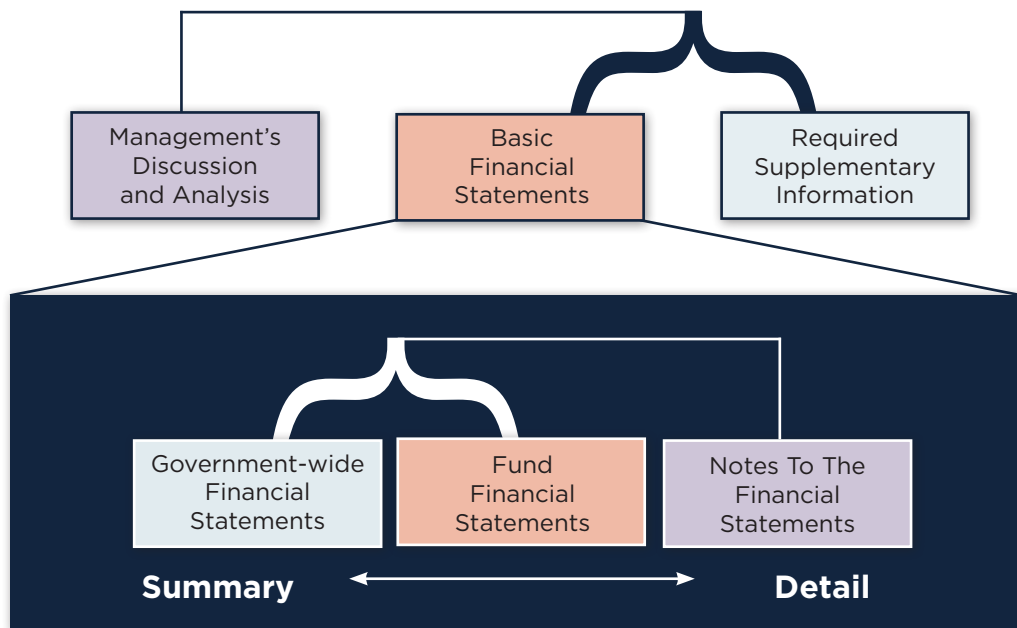 Management’s
Discussion
and Analysis
Basic
Financial
Statements
Required
Supplementary
Information
Government-wide
Financial
Statements
Fund
Financial
Statements
Notes To The
Financial
Statements
Summary
Detail